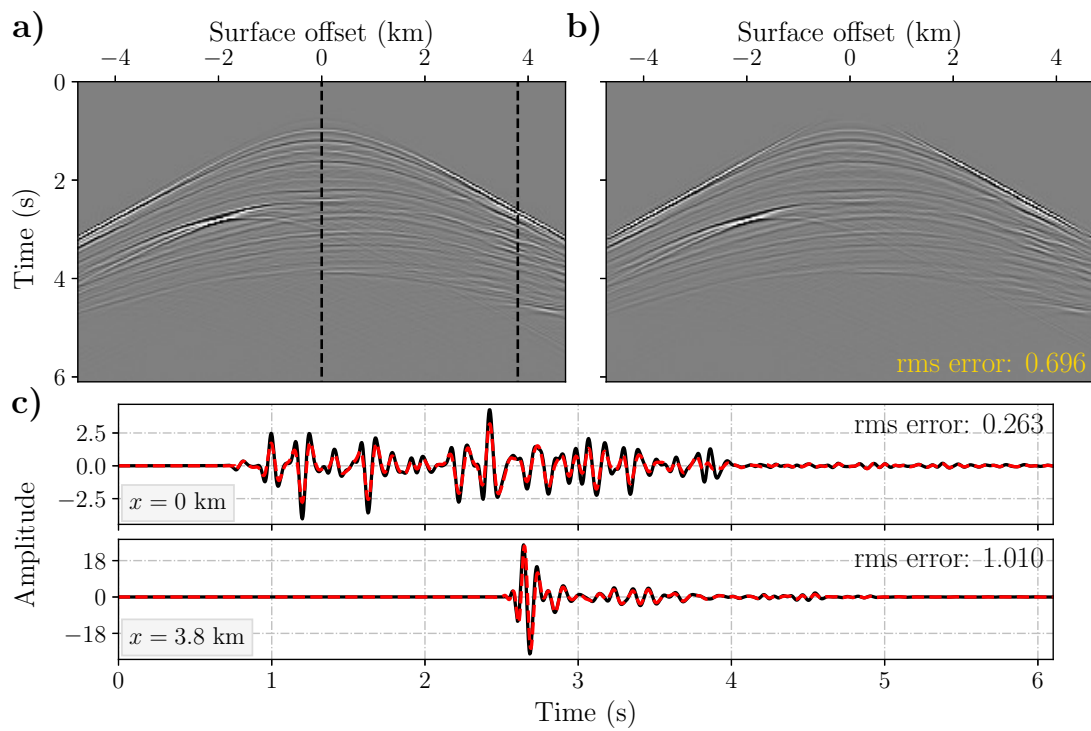 a)
Surface offset (km)
−4 −2 0 2 4
b)
Surface offset (km)
−4 −2 0 2 4
0
2
4
6
Time (s)
rms error: 0.696
c)
2.5
0.0
−2.5
rms error: 0.263
x = 0 km
18
0
−18
rms error: 1.010
x = 3.8 km
Amplitude
0 1 2 3 4 5 6
Time (s)